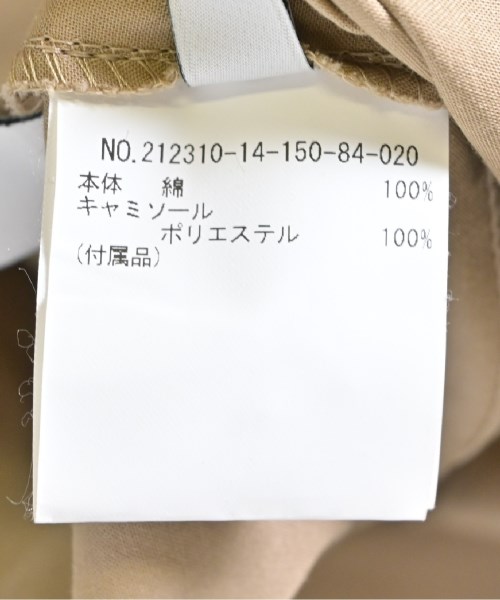 NO.212310-14-150-84-020
本体 綿 100%
キャミソール
ポリエステル 100%
(付属品)